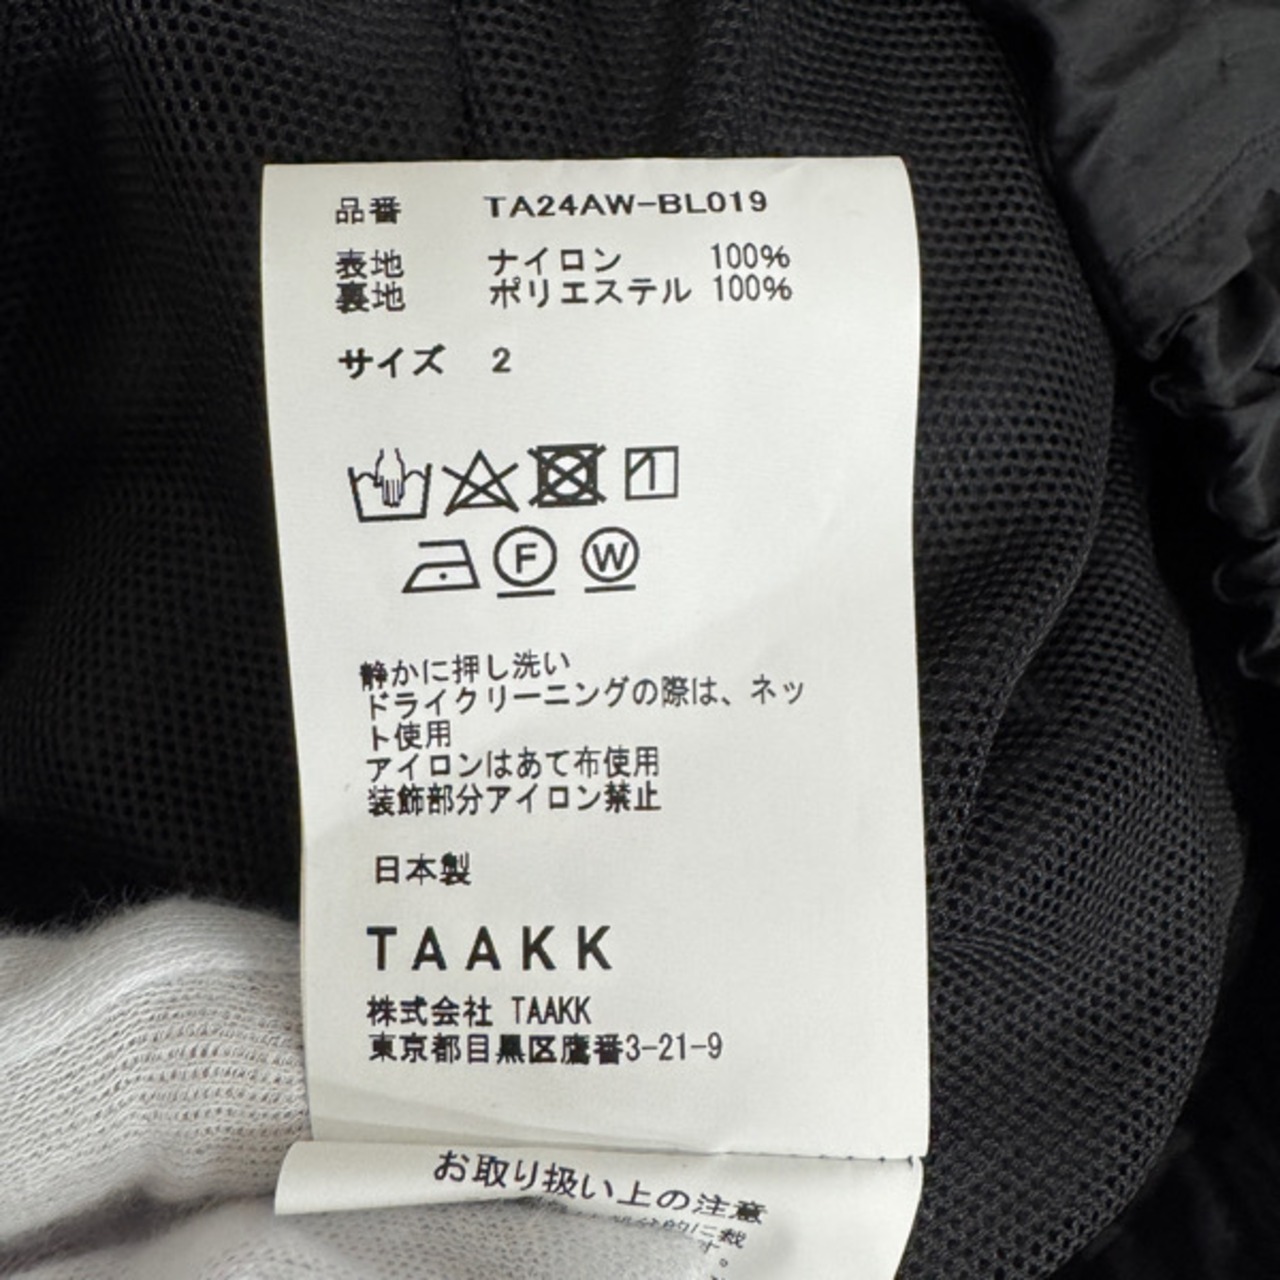 品番 TA24AW-BL019
表地 ナイロン 100%
裏地 ポリエステル 100%
サイズ 2
F W
静かに押し洗い
ドライクリーニングの際は、ネッ
ト使用
アイロンはあて布使用
装飾部分アイロン禁止
日本製
TAAKK
株式会社 TAAKK
東京都目黒区鷹番3-21-9
お取り扱い上の注意